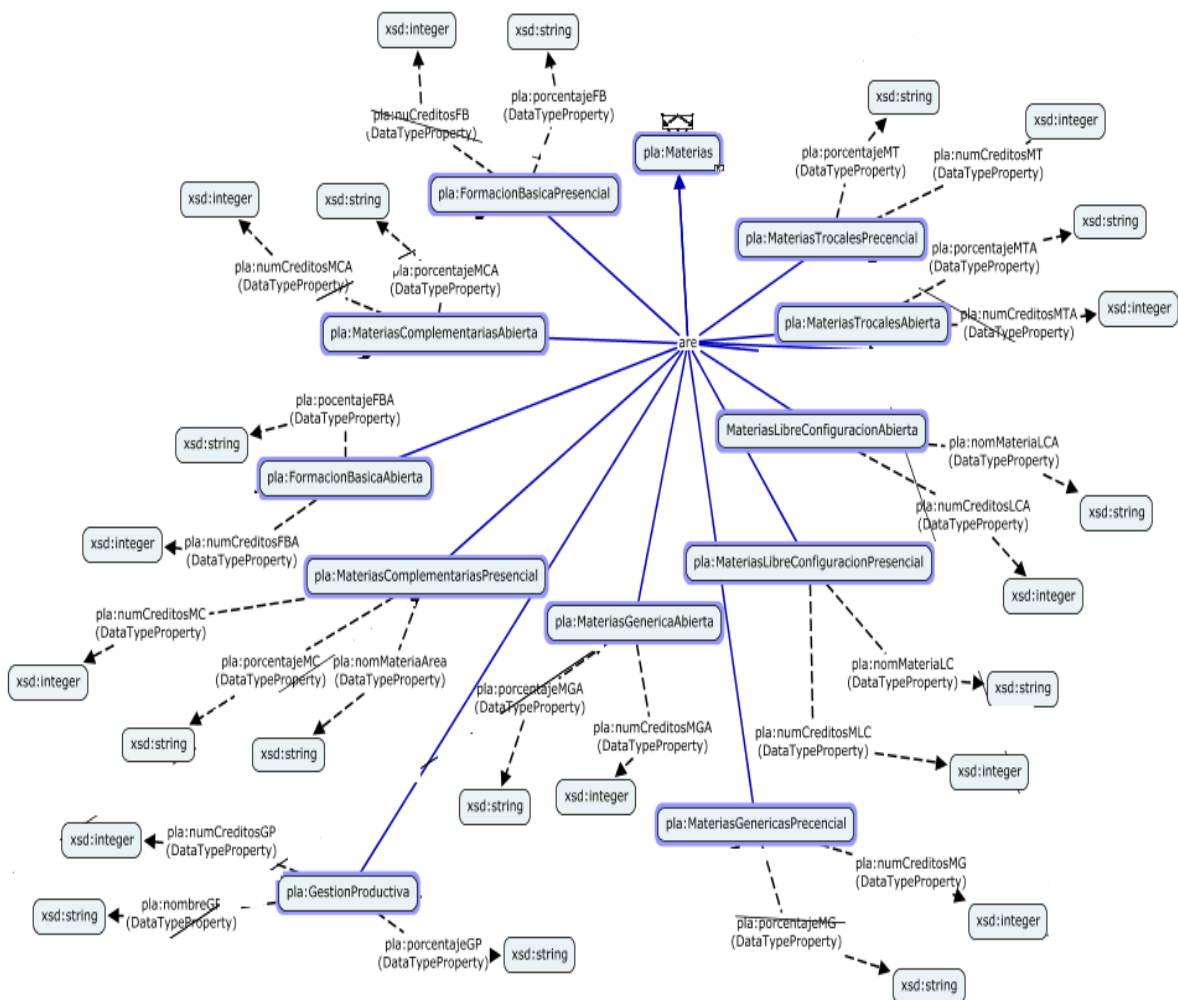 xsd:integer
xsd:string
pla:nuCreditosFB
(DataTypeProperty)
pla:porcentajeFB
(DataTypeProperty)
pla:Materias
xsd:string
xsd:integer
pla:porcentajeMT
(DataTypeProperty)
pla:numCreditosMT
(DataTypeProperty)
pla:FormacionBasicaPresencial
xsd:integer
xsd:string
pla:MateriasTrocalesPrecencial
xsd:string
pla:numCreditosMCA
(DataTypeProperty)
pla:porcentajeMCA
(DataTypeProperty)
pla:porcentajeMTA
(DataTypeProperty)
pla:MateriasComplementariasAbierta
pla:MateriasTrocalesAbierta
pla:numCreditosMTA
(DataTypeProperty)
xsd:integer
are
pla:pocentajeFBA
(DataTypeProperty)
xsd:string
MateriasLibreConfiguracionAbierta
pla:nomMateriaLCA
(DataTypeProperty)
pla:FormacionBasicaAbierta
pla:numCreditosLCA
(DataTypeProperty)
xsd:string
xsd:integer
pla:numCreditosFBA
(DataTypeProperty)
pla:MateriasComplementariasPresencial
pla:MateriasLibreConfiguracionPresencial
xsd:integer
pla:numCreditosMC
(DataTypeProperty)
pla:MateriasGenericaAbierta
xsd:integer
pla:porcentajeMC
(DataTypeProperty)
pla:nomMateriaArea
(DataTypeProperty)
pla:nomMateriaLC
(DataTypeProperty)
xsd:string
pla:porcentajeMGA
(DataTypeProperty)
pla:numCreditosMGA
(DataTypeProperty)
pla:numCreditosMLC
(DataTypeProperty)
xsd:string
xsd:string
xsd:integer
xsd:string
xsd:integer
pla:MateriasGenericasPrecencial
xsd:integer
pla:numCreditosGP
(DataTypeProperty)
pla:numCreditosMG
(DataTypeProperty)
pla:GestionProductiva
xsd:string
pla:nombreGF
(DataTypeProperty)
xsd:integer
pla:porcentajeMG
(DataTypeProperty)
pla:porcentajeGP
(DataTypeProperty)
xsd:string
xsd:string